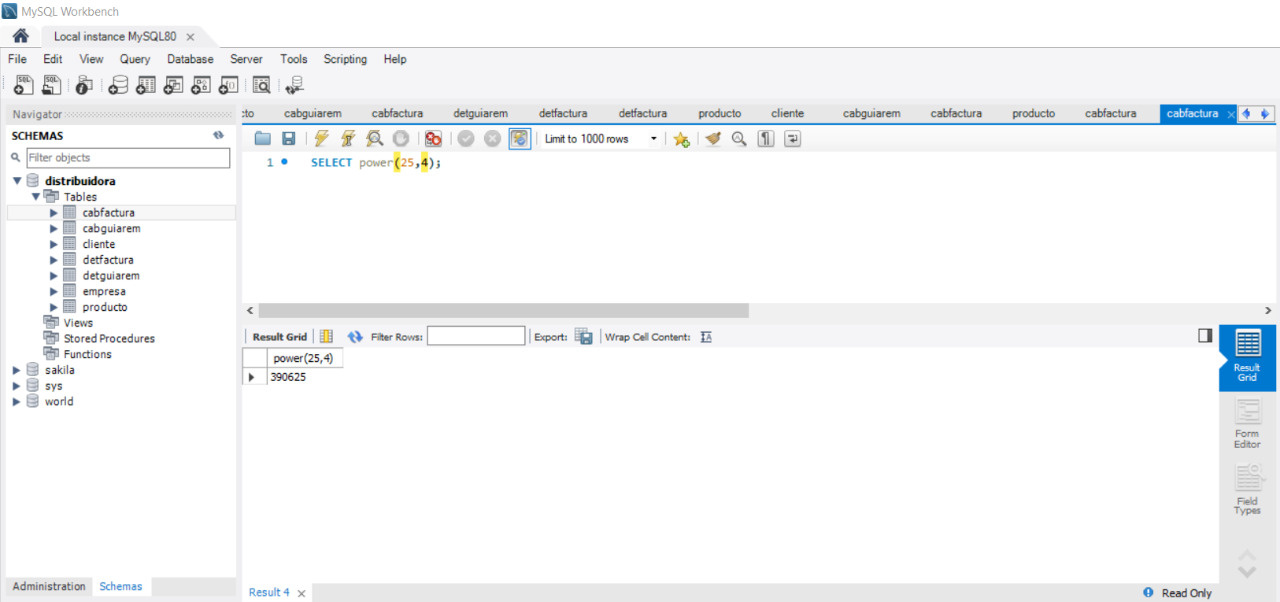 MySQL Workbench
Local instance MySQL80
File Edit View Query Database Server Tools Scripting Help
Navigator
SCHEMAS
Filter objects
distribuidora
Tables
cabfactura
cabguiarem
cliente
detfactura
detguiarem
empresa
producto
Views
Stored Procedures
Functions
sakila
sys
world
Administration Schemas
cto cabguiarem cabfactura detguiarem detfactura detfactura producto cliente cabguiarem cabfactura producto cabfactura cabfactura
Limit to 1000 rows
1 SELECT power(25,4);
Result Grid Filter Rows: Export: Wrap Cell Content:
power(25,4)
390625
Result
Grid
Form
Editor
Field
Types
Result 4
Read Only